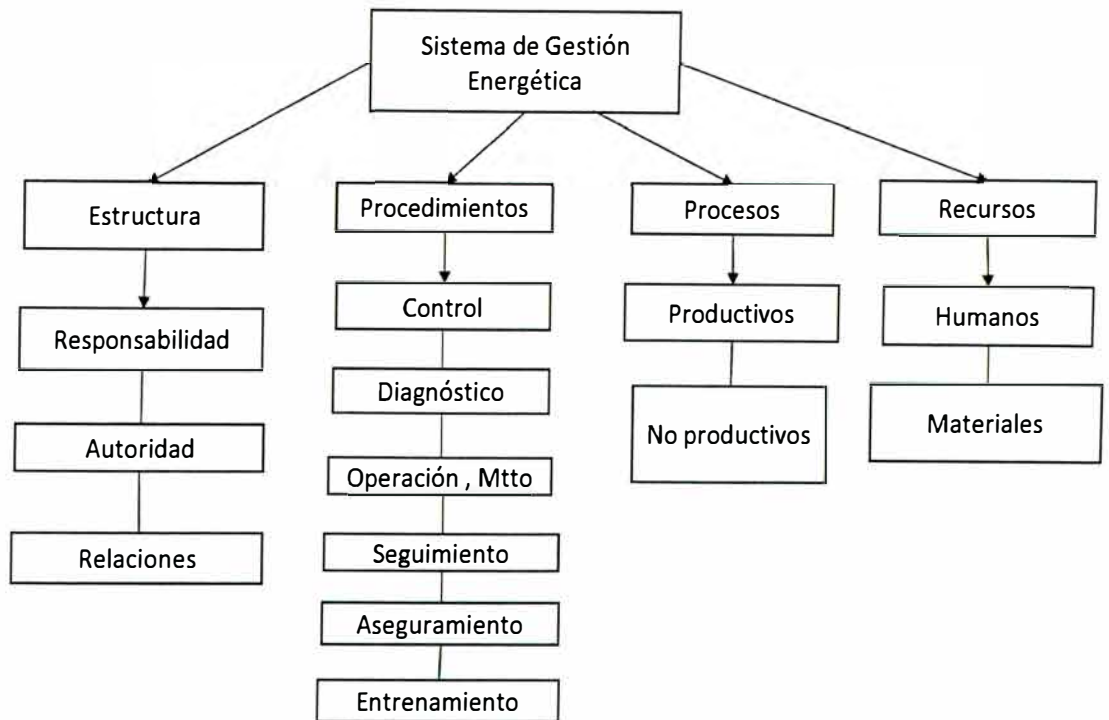 Sistema de Gestión
Energética
Estructura
Procedimientos
Procesos
Recursos
Responsabilidad
Control
Productivos
Humanos
Autoridad
Diagnóstico
No productivos
Materiales
Relaciones
Operación , Mtto
Seguimiento
Aseguramiento
Entrenamiento